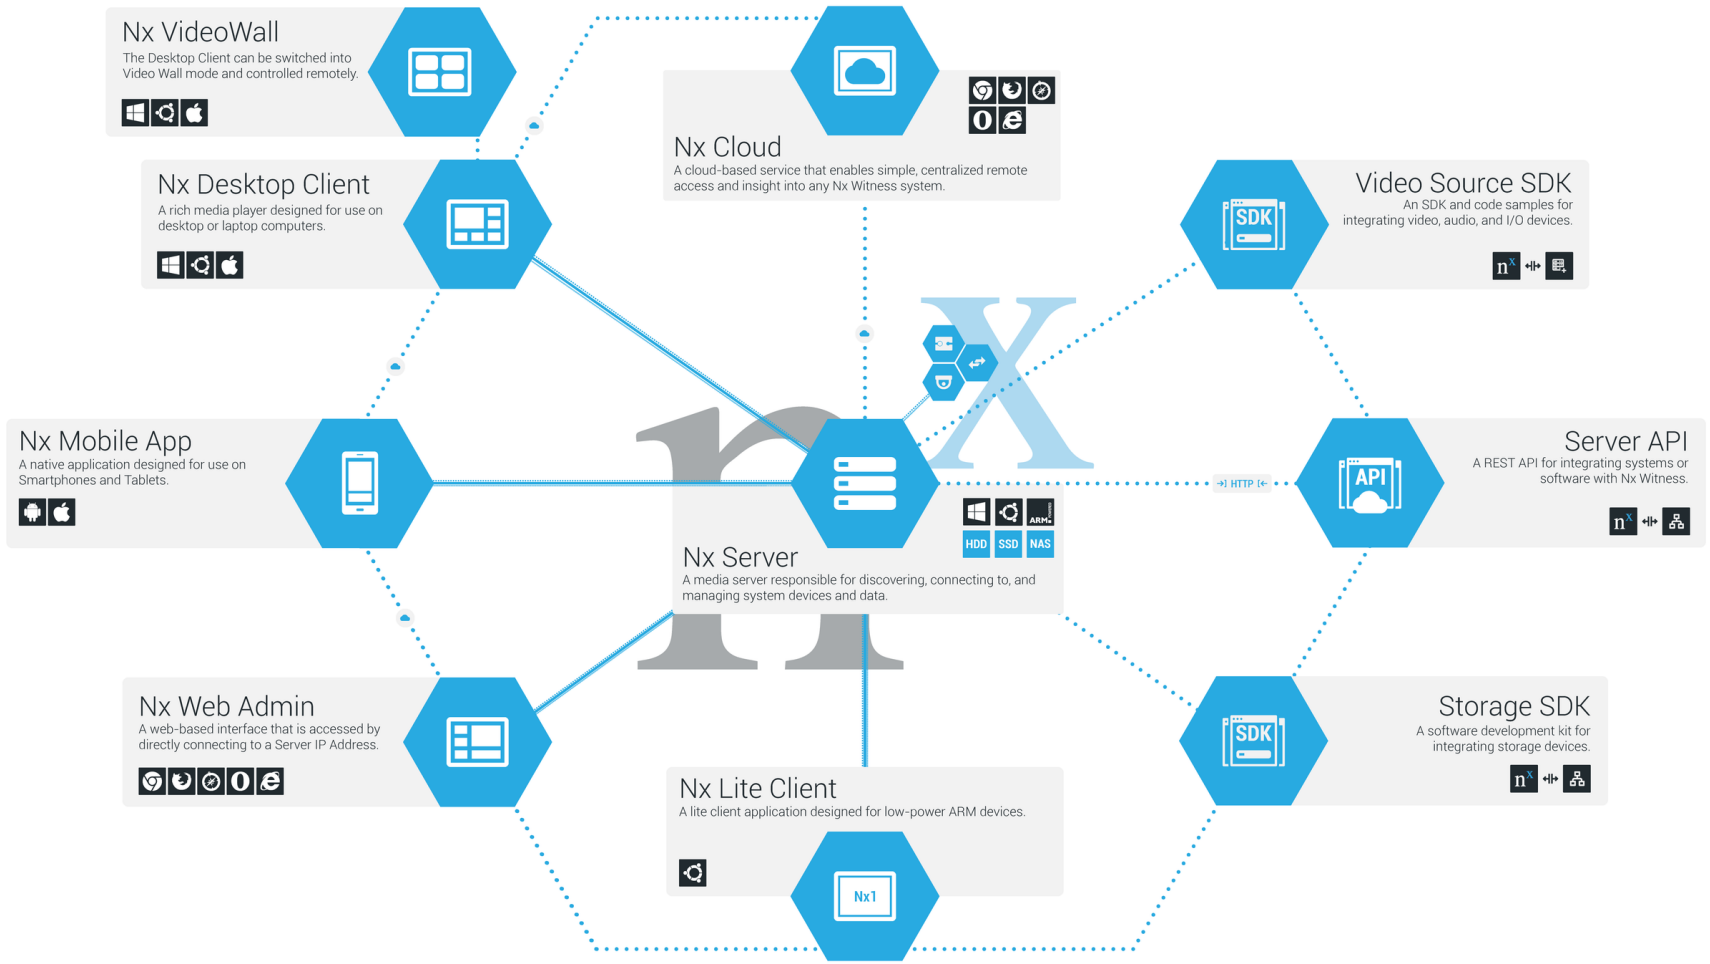 Nx VideoWall
The Desktop Client can be switched into
Video Wall mode and controlled remotely.
Nx Cloud
A cloud-based service that enables simple, centralized remote
access and insight into any Nx Witness system.
Nx Desktop Client
A rich media player designed for use on
desktop or laptop computers.
SDK
Video Source SDK
An SDK and code samples for
integrating video, audio, and I/O devices.
nx
nx
Nx Mobile App
A native application designed for use on
Smartphones and Tablets.
HTTP
API
Server API
A REST API for integrating systems or
software with Nx Witness.
nx
ARM
HDD SSD NAS
Nx Server
A media server responsible for discovering, connecting to, and
managing system devices and data.
Nx Web Admin
A web-based interface that is accessed by
directly connecting to a Server IP Address.
SDK
Storage SDK
A software development kit for
integrating storage devices.
nx
Nx Lite Client
A lite client application designed for low-power ARM devices.
Nx1